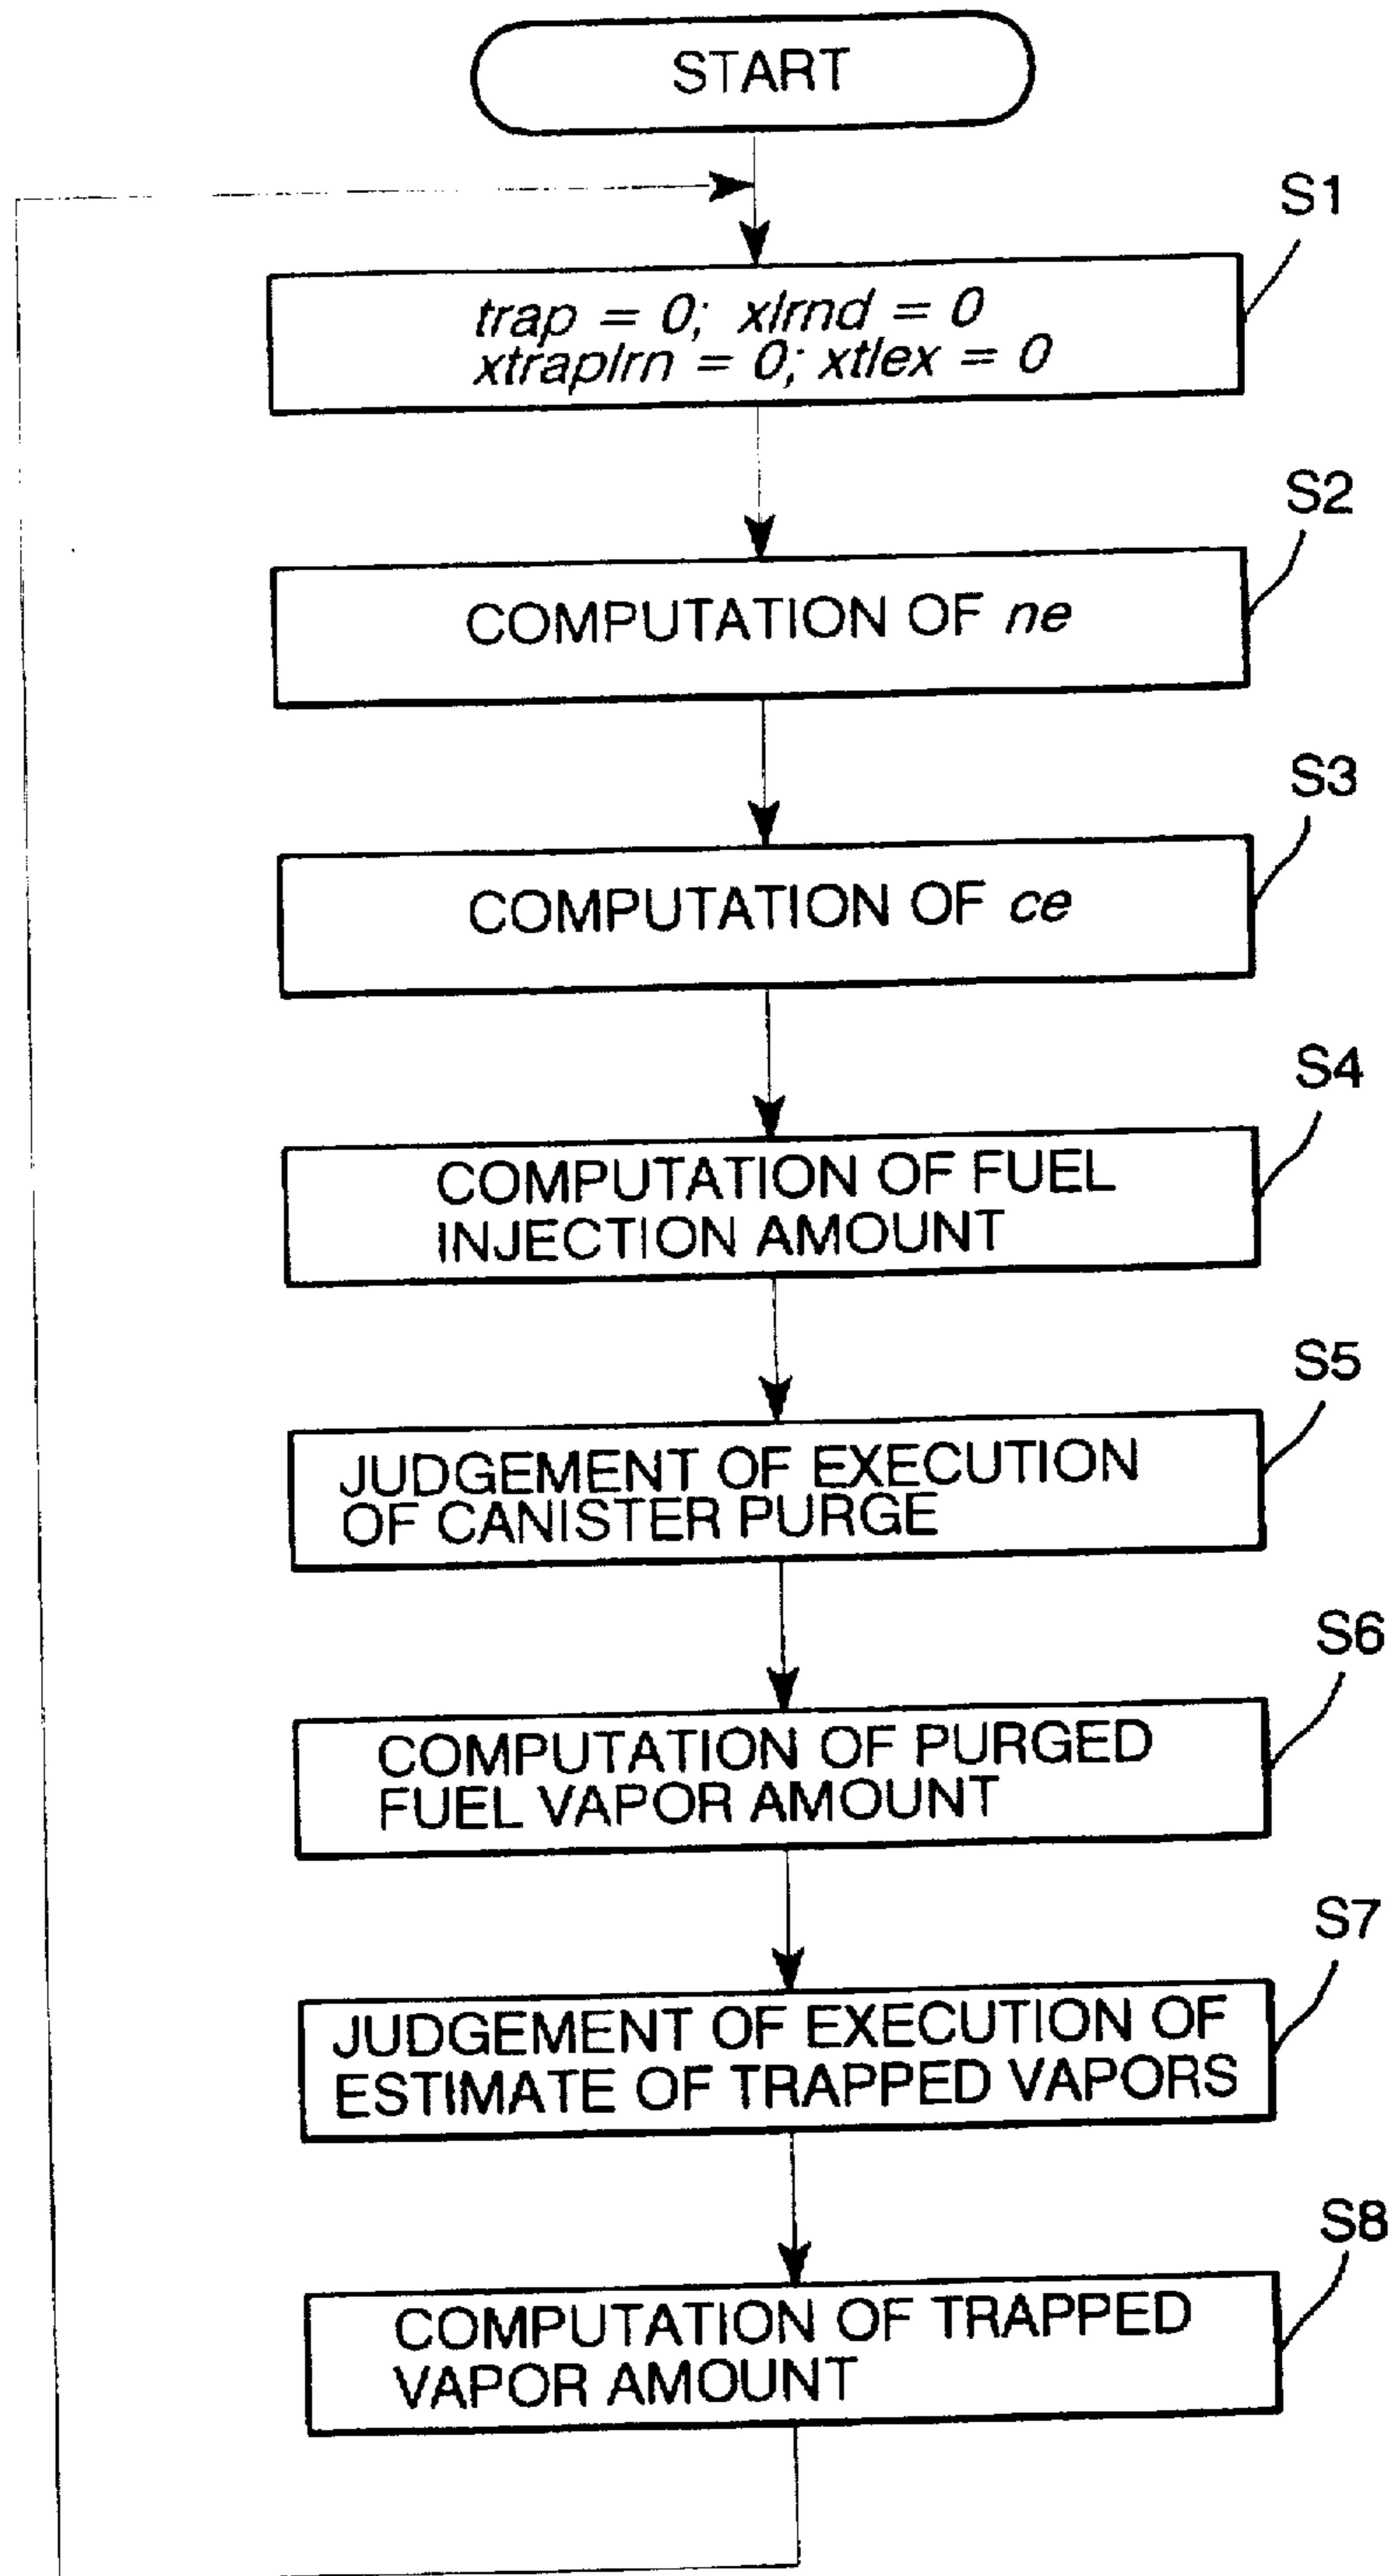 START
S1
trap = 0; xlrnd = 0
xtraplrn = 0; xtlex = 0
S2
COMPUTATION OF ne
S3
COMPUTATION OF ce
S4
COMPUTATION OF FUEL
INJECTION AMOUNT
S5
JUDGEMENT OF EXECUTION
OF CANISTER PURGE
S6
COMPUTATION OF PURGED
FUEL VAPOR AMOUNT
S7
JUDGEMENT OF EXECUTION OF
ESTIMATE OF TRAPPED VAPORS
S8
COMPUTATION OF TRAPPED
VAPOR AMOUNT